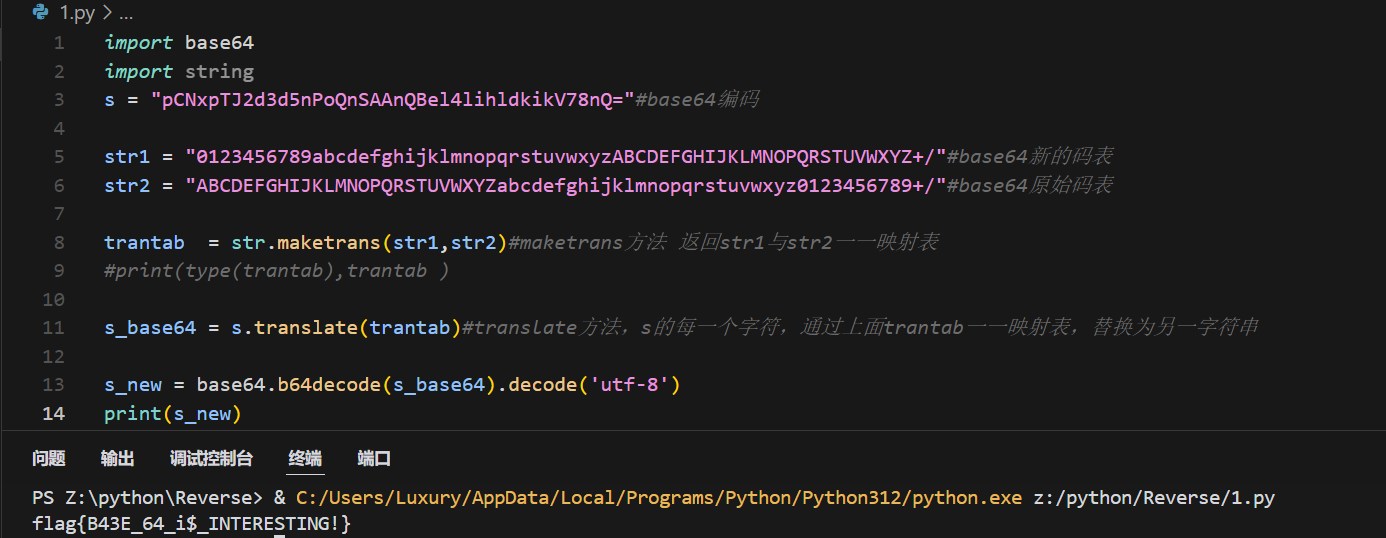 1.py > ...
1 import base64
2 import string
3 s = "pCNxpTJ2d3d5nPoQnSAAnQBel4lihldkikV78nQ="#base64编码
4
5 str1 = "0123456789abcdefghijklmnopqrstuvwxyzABCDEFGHIJKLMNOPQRSTUVWXYZ+/"#base64新的码表
6 str2 = "ABCDEFGHIJKLMNOPQRSTUVWXYZabcdefghijklmnopqrstuvwxyz0123456789+/"#base64原始码表
7
8 trantab  = str.maketrans(str1,str2)#maketrans方法 返回str1与str2一一映射表
9 #print(type(trantab),trantab )
10
11 s_base64 = s.translate(trantab)#translate方法，s的每一个字符，通过上面trantab一一映射表，替换为另一字符串
12
13 s_new = base64.b64decode(s_base64).decode('utf-8')
14 print(s_new)
问题 输出 调试控制台 终端 端口
PS Z:\python\Reverse> & C:/Users/Luxury/AppData/Local/Programs/Python/Python312/python.exe z:/python/Reverse/1.py
flag{B43E_64_i$_INTERESTING!}